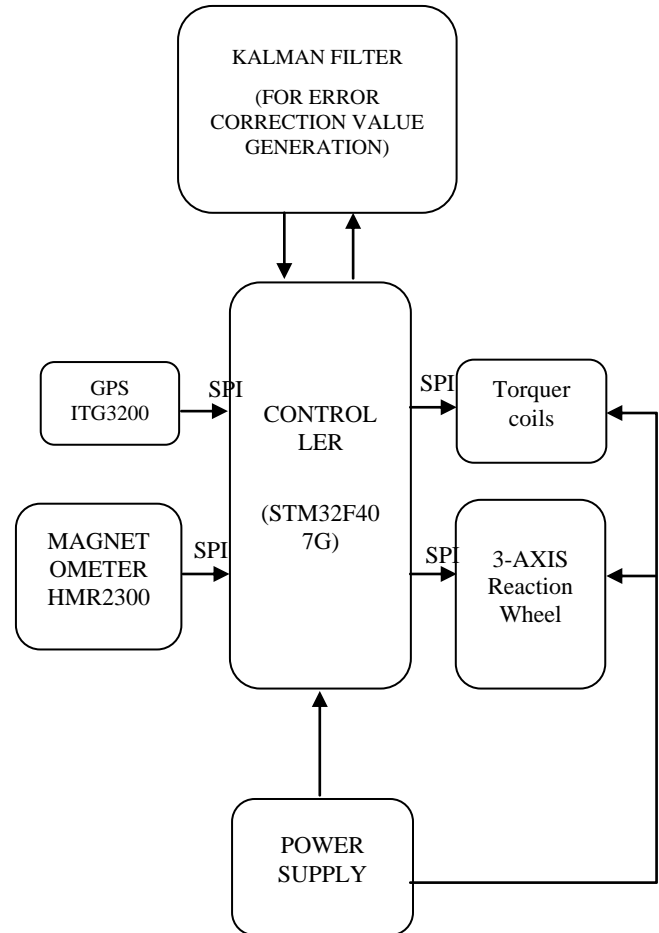 KALMAN FILTER
(FOR ERROR
CORRECTION VALUE
GENERATION)
GPS
ITG3200
SPI
CONTROL
LER
(STM32F40
7G)
SPI
Torquer
coils
MAGNET
OMETER
HMR2300
SPI
SPI
3-AXIS
Reaction
Wheel
POWER
SUPPLY